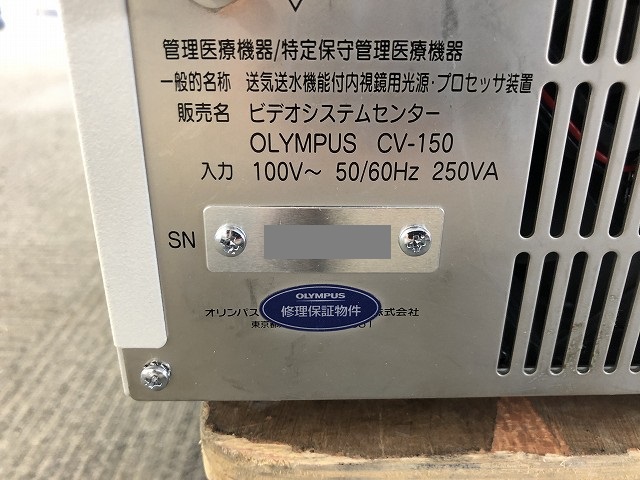 管理医療機器/特定保守管理医療機器
一般的名称 送気送水機能付内視鏡用光源・プロセッサ装置
販売名 ビデオシステムセンター
OLYMPUS CV-150
入力 100V～ 50/60Hz 250VA
SN
OLYMPUS
修理保証物件
オリンパス 株式会社
東京都